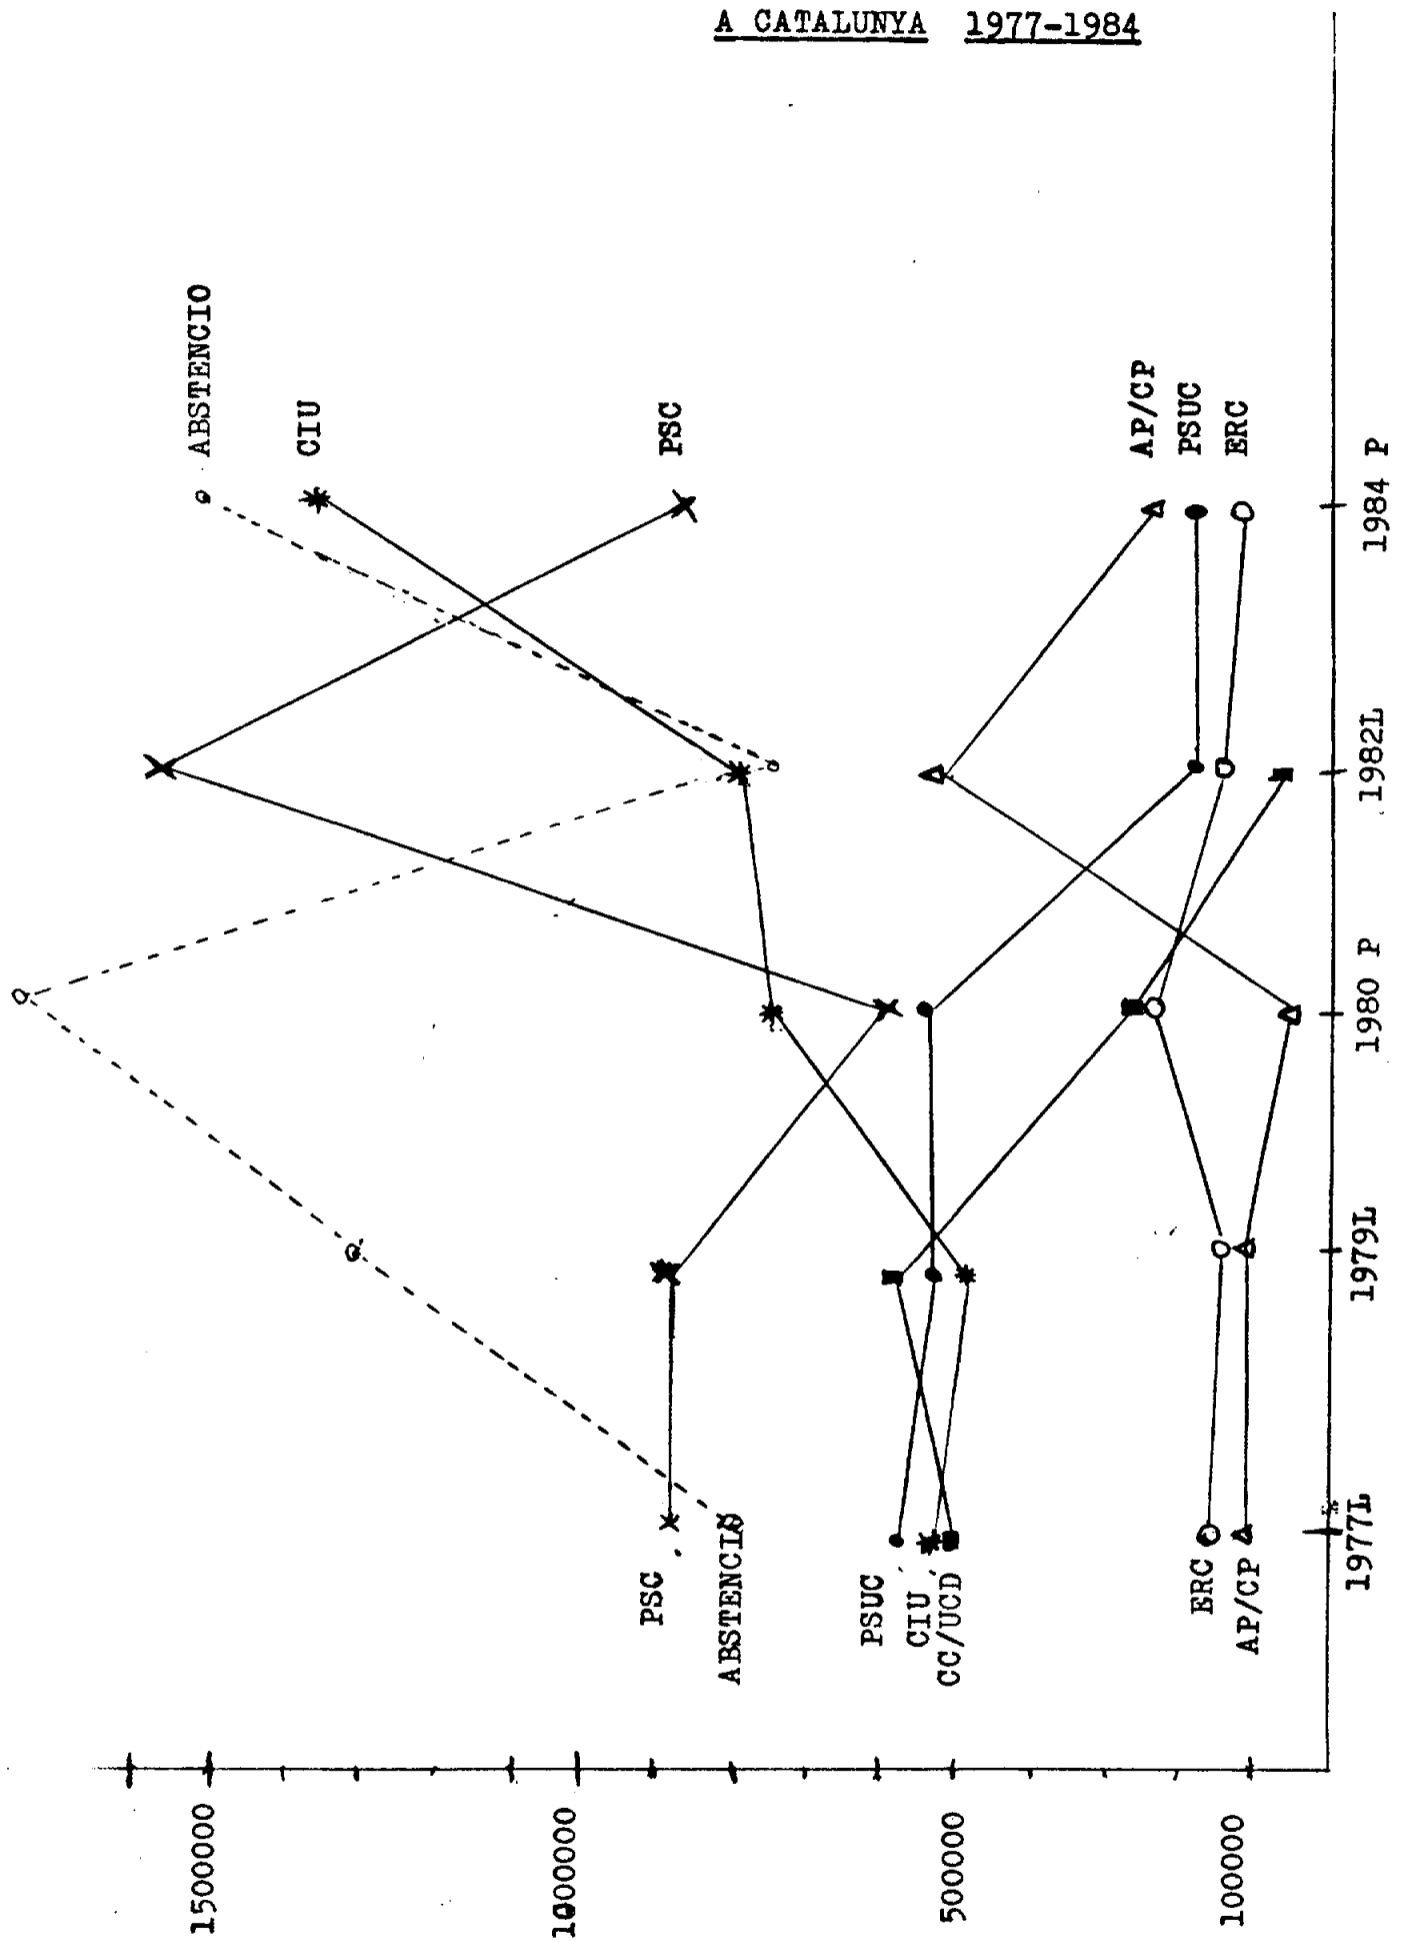 A CATALUNYA 1977-1984
ABSTENCIO
CIU
PSC
AP/CP
PSUC
ERC
PSC
ABSTENCIO
PSUC
CIU
CC/UCD
ERC
AP/CP
1977L
1979L
1980 P
1982L
1984 P
1500000
1000000
500000
100000